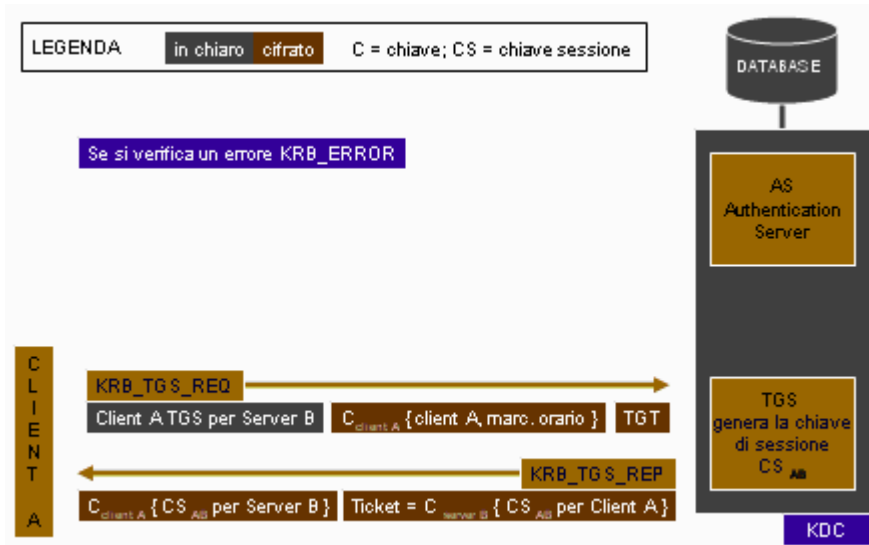 LEGENDA in chiaro cifrato C = chiave; CS = chiave sessione
DATABASE
Se si verifica un errore KRB_ERROR
AS
Authentication
Server
CLIENT A
KRB_TGS_REQ
Client A TGS per Server B C client A {client A, marc. orario } TGT
TGS
genera la chiave
di sessione
CS AB
KRB_TGS_REP
C client A { CS AB per Server B } Ticket = C server B { CS AB per Client A }
KDC